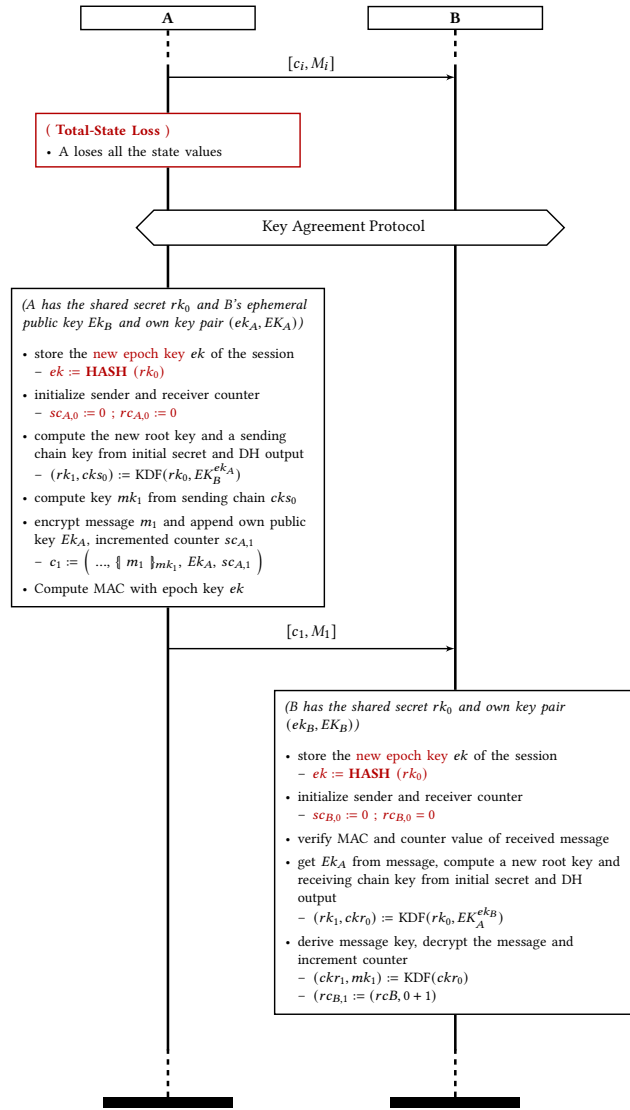 A
B
[c_i, M_i]
( Total-State Loss )
• A loses all the state values
Key Agreement Protocol
(A has the shared secret rk_0 and B's ephemeral
public key Ek_B and own key pair (ek_A, EK_A))
• store the new epoch key ek of the session
– ek := HASH (rk_0)
• initialize sender and receiver counter
– sc_{A,0} := 0 ; rc_{A,0} := 0
• compute the new root key and a sending
chain key from initial secret and DH output
– (rk_1, cks_0) := KDF(rk_0, EK_B^{ek_A})
• compute key mk_1 from sending chain cks_0
• encrypt message m_1 and append own public
key Ek_A, incremented counter sc_{A,1}
– c_1 := ( ..., ⦃ m_1 ⦄_{mk_1}, Ek_A, sc_{A,1} )
• Compute MAC with epoch key ek
[c_1, M_1]
(B has the shared secret rk_0 and own key pair
(ek_B, EK_B))
• store the new epoch key ek of the session
– ek := HASH (rk_0)
• initialize sender and receiver counter
– sc_{B,0} := 0 ; rc_{B,0} = 0
• verify MAC and counter value of received message
• get Ek_A from message, compute a new root key and
receiving chain key from initial secret and DH
output
– (rk_1, ckr_0) := KDF(rk_0, EK_A^{ek_B})
• derive message key, decrypt the message and
increment counter
– (ckr_1, mk_1) := KDF(ckr_0)
– (rc_{B,1} := (rcB, 0 + 1)